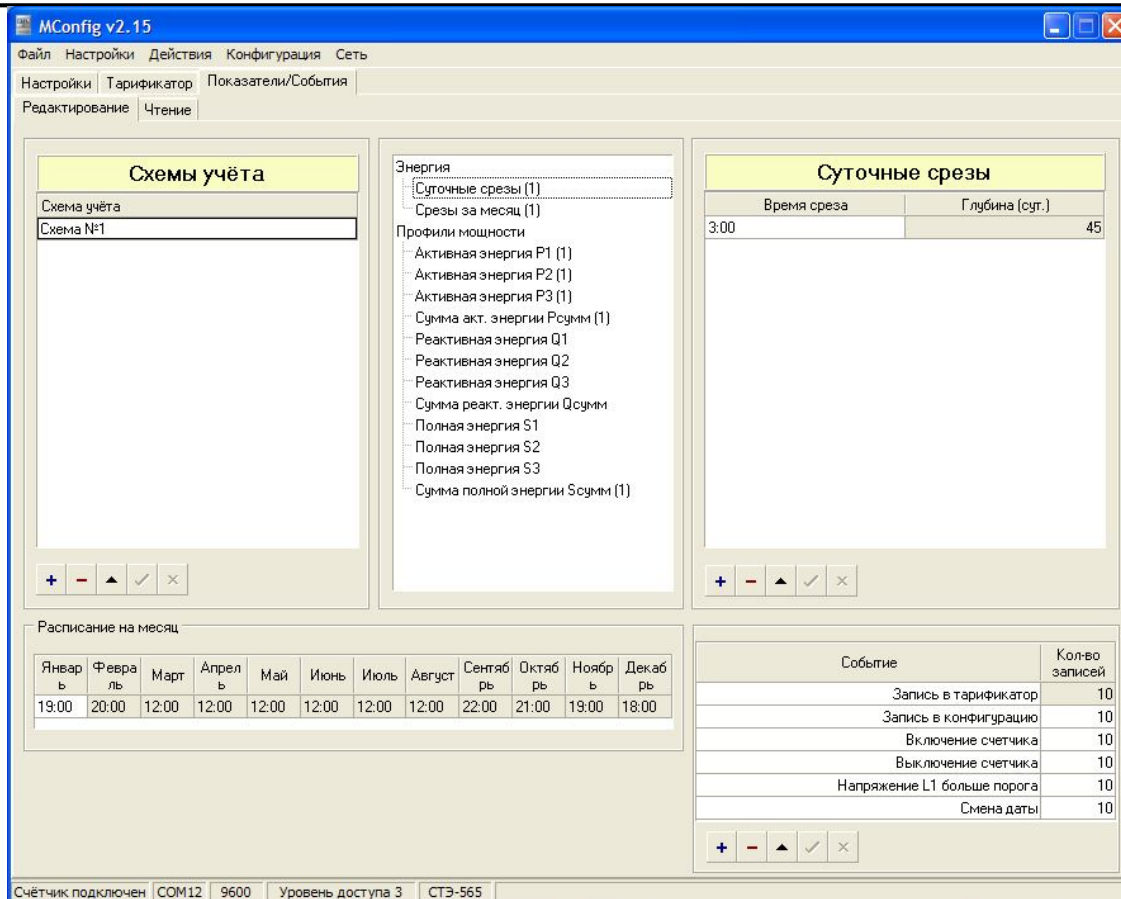 MConfig v2.15
Файл Настройки Действия Конфигурация Сеть
Настройки Тарификатор Показатели/События
Редактирование Чтение
Схемы учёта
Схема учёта
Схема №1
Энергия
Суточные срезы (1)
Срезы за месяц (1)
Профили мощности
Активная энергия P1 (1)
Активная энергия P2 (1)
Активная энергия P3 (1)
Сумма акт. энергии Pсумм (1)
Реактивная энергия Q1
Реактивная энергия Q2
Реактивная энергия Q3
Сумма реакт. энергии Qсумм
Полная энергия S1
Полная энергия S2
Полная энергия S3
Сумма полной энергии Sсумм (1)
Суточные срезы
Время среза Глубина (сут.)
3:00 45
Расписание на месяц
Январь Февраль Март Апрель Май Июнь Июль Август Сентябрь Октябрь Ноябрь Декабрь
19:00 20:00 12:00 12:00 12:00 12:00 12:00 12:00 22:00 21:00 19:00 18:00
Событие Кол-во записей
Запись в тарификатор 10
Запись в конфигурацию 10
Включение счетчика 10
Выключение счетчика 10
Напряжение L1 больше порога 10
Смена даты 10
Счётчик подключен COM12 9600 Уровень доступа 3 СТЭ-565